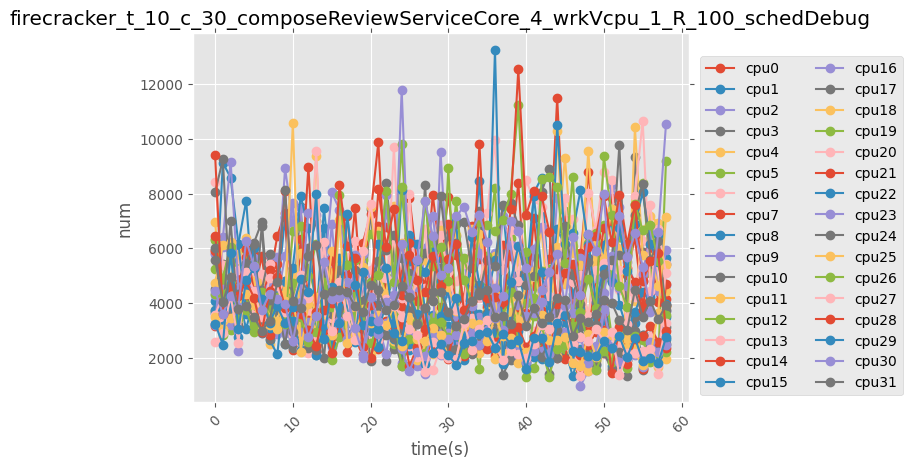 firecracker_t_10_c_30_composeReviewServiceCore_4_wrkVcpu_1_R_100_schedDebug
12000
10000
8000
6000
4000
2000
num
0
10
20
30
40
50
60
time(s)
cpu0
cpu1
cpu2
cpu3
cpu4
cpu5
cpu6
cpu7
cpu8
cpu9
cpu10
cpu11
cpu12
cpu13
cpu14
cpu15
cpu16
cpu17
cpu18
cpu19
cpu20
cpu21
cpu22
cpu23
cpu24
cpu25
cpu26
cpu27
cpu28
cpu29
cpu30
cpu31